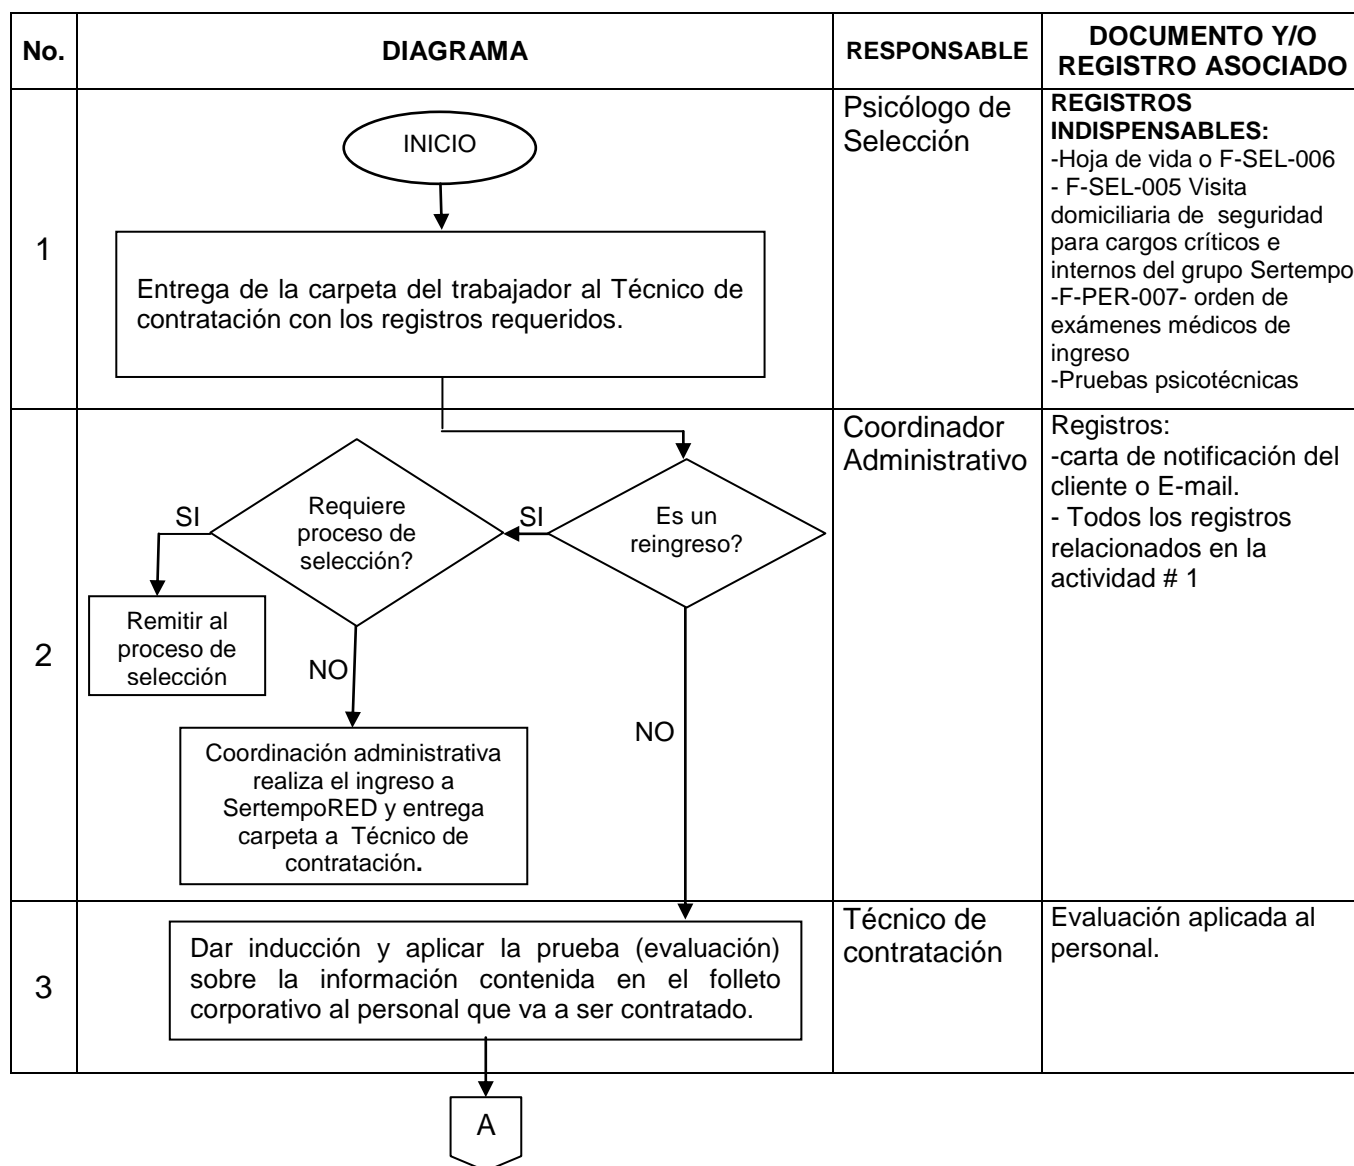 No.
DIAGRAMA
RESPONSABLE
DOCUMENTO Y/O
REGISTRO ASOCIADO
1
INICIO
Entrega de la carpeta del trabajador al Técnico de
contratación con los registros requeridos.
Psicólogo de
Selección
REGISTROS
INDISPENSABLES:
-Hoja de vida o F-SEL-006
- F-SEL-005 Visita
domiciliaria de seguridad
para cargos críticos e
internos del grupo Sertempo
-F-PER-007- orden de
exámenes médicos de
ingreso
-Pruebas psicotécnicas
2
Requiere
proceso de
selección?
SI
SI
Es un
reingreso?
Remitir al
proceso de
selección
NO
NO
Coordinación administrativa
realiza el ingreso a
SertempoRED y entrega
carpeta a Técnico de
contratación.
Coordinador
Administrativo
Registros:
-carta de notificación del
cliente o E-mail.
- Todos los registros
relacionados en la
actividad # 1
3
Dar inducción y aplicar la prueba (evaluación)
sobre la información contenida en el folleto
corporativo al personal que va a ser contratado.
Técnico de
contratación
Evaluación aplicada al
personal.
A